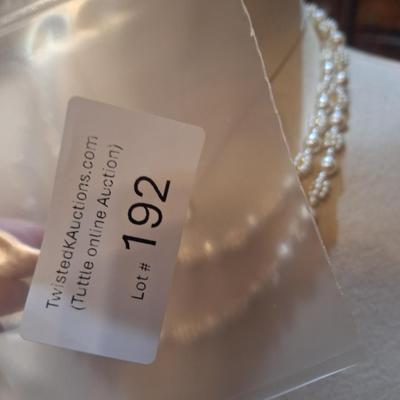 TwistedKAuctions.com
(Tuttle online Auction)
Lot # 192